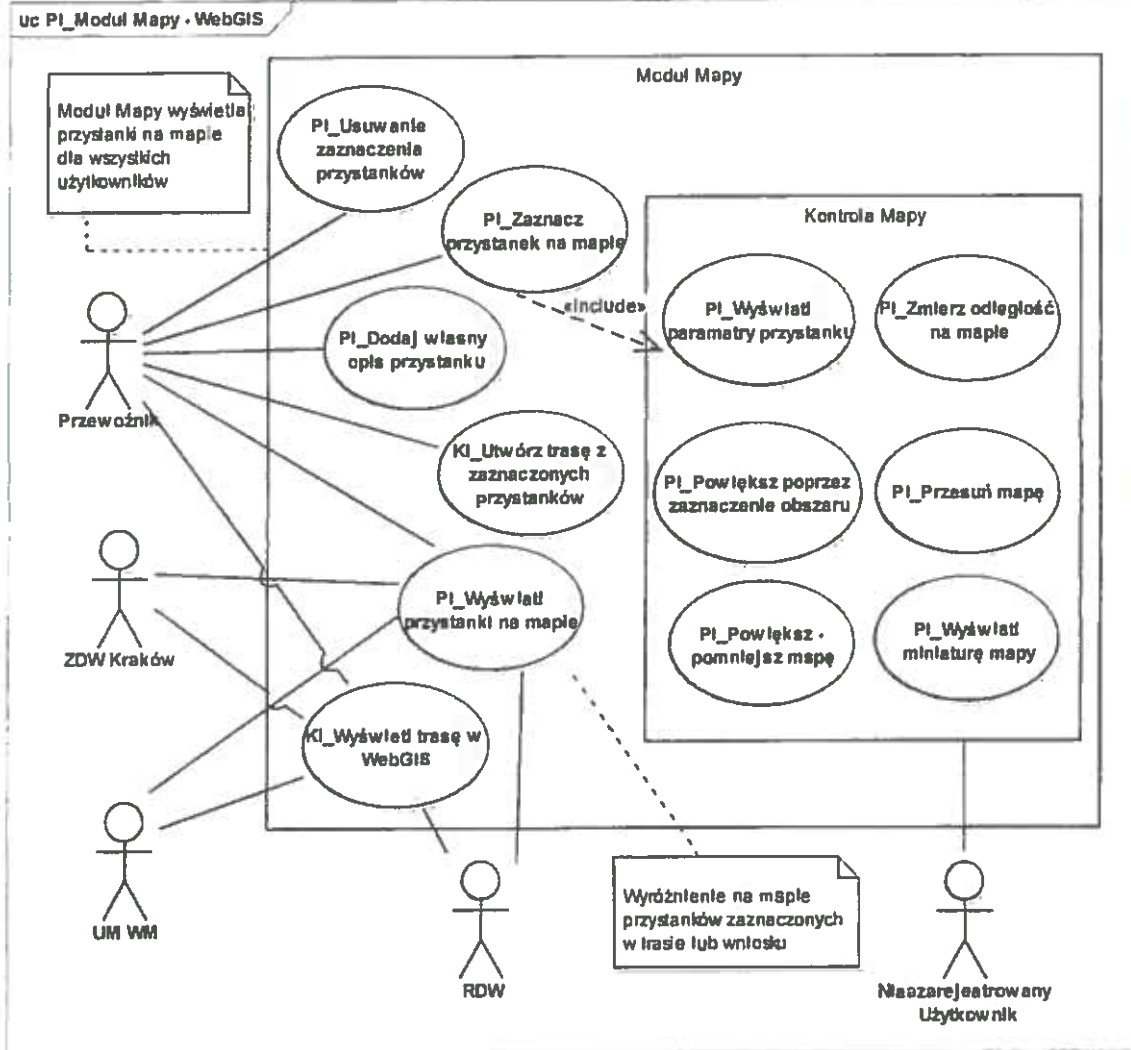 uc PI_Moduł Mapy - WebGIS
Moduł Mapy
Moduł Mapy wyświetla
przystanki na mapie
dla wszystkich
użytkowników
PI_Usuwanie
zaznaczenia
przystanków
PI_Zaznacz
przystanek na mapie
Kontrola Mapy
«include»
PI_Wyświetl
paramatry przystanku
PI_Zmierz odległość
na mapie
PI_Dodaj własny
opis przystanku
Przewoźnik
KI_Utwórz trasę z
zaznaczonych
przystanków
PI_Powiększ poprzez
zaznaczenie obszaru
PI_Przesuń mapę
ZDW Kraków
PI_Wyświetl
przystanki na mapie
PI_Powiększ -
pomniejsz mapę
PI_Wyświetl
miniaturę mapy
KI_Wyświetl trasę w
WebGIS
UM WM
RDW
Wyróżnienie na mapie
przystanków zaznaczonych
w trasie lub wniosku
Niezarejestrowany
Użytkownik